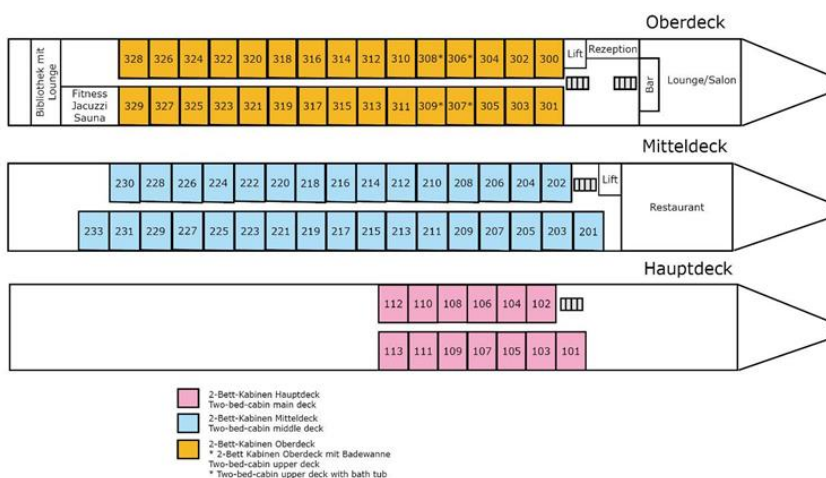 Oberdeck
328 326 324 322 320 318 316 314 312 310 308* 306* 304 302 300
Lift
Rezeption
Bibliothek mit
Lounge
Fitness
Jacuzzi
Sauna
Bar
Lounge/Salon
329 327 325 323 321 319 317 315 313 311 309* 307* 305 303 301
Mitteldeck
230 228 226 224 222 220 218 216 214 212 210 208 206 204 202
Lift
Restaurant
233 231 229 227 225 223 221 219 217 215 213 211 209 207 205 203 201
Hauptdeck
112 110 108 106 104 102
113 111 109 107 105 103 101
2-Bett-Kabinen Hauptdeck
Two-bed-cabin main deck
2-Bett-Kabinen Mitteldeck
Two-bed-cabin middle deck
2-Bett-Kabinen Oberdeck
* 2-Bett Kabinen Oberdeck mit Badewanne
Two-bed-cabin upper deck
* Two-bed-cabin upper deck with bath tub